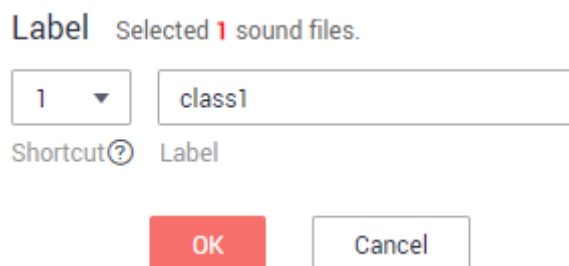 Label Selected 1 sound files.
1 class1
Shortcut? Label
OK Cancel